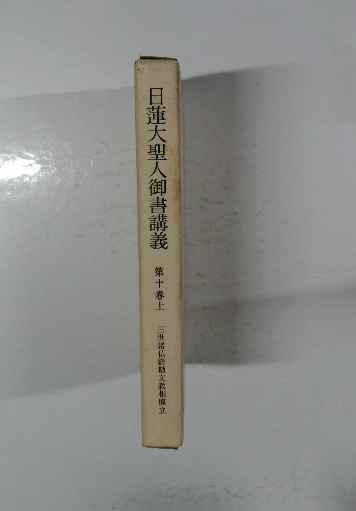 日蓮大聖人御書講義
第十巻上
三世諸仏総勘文教相廃立